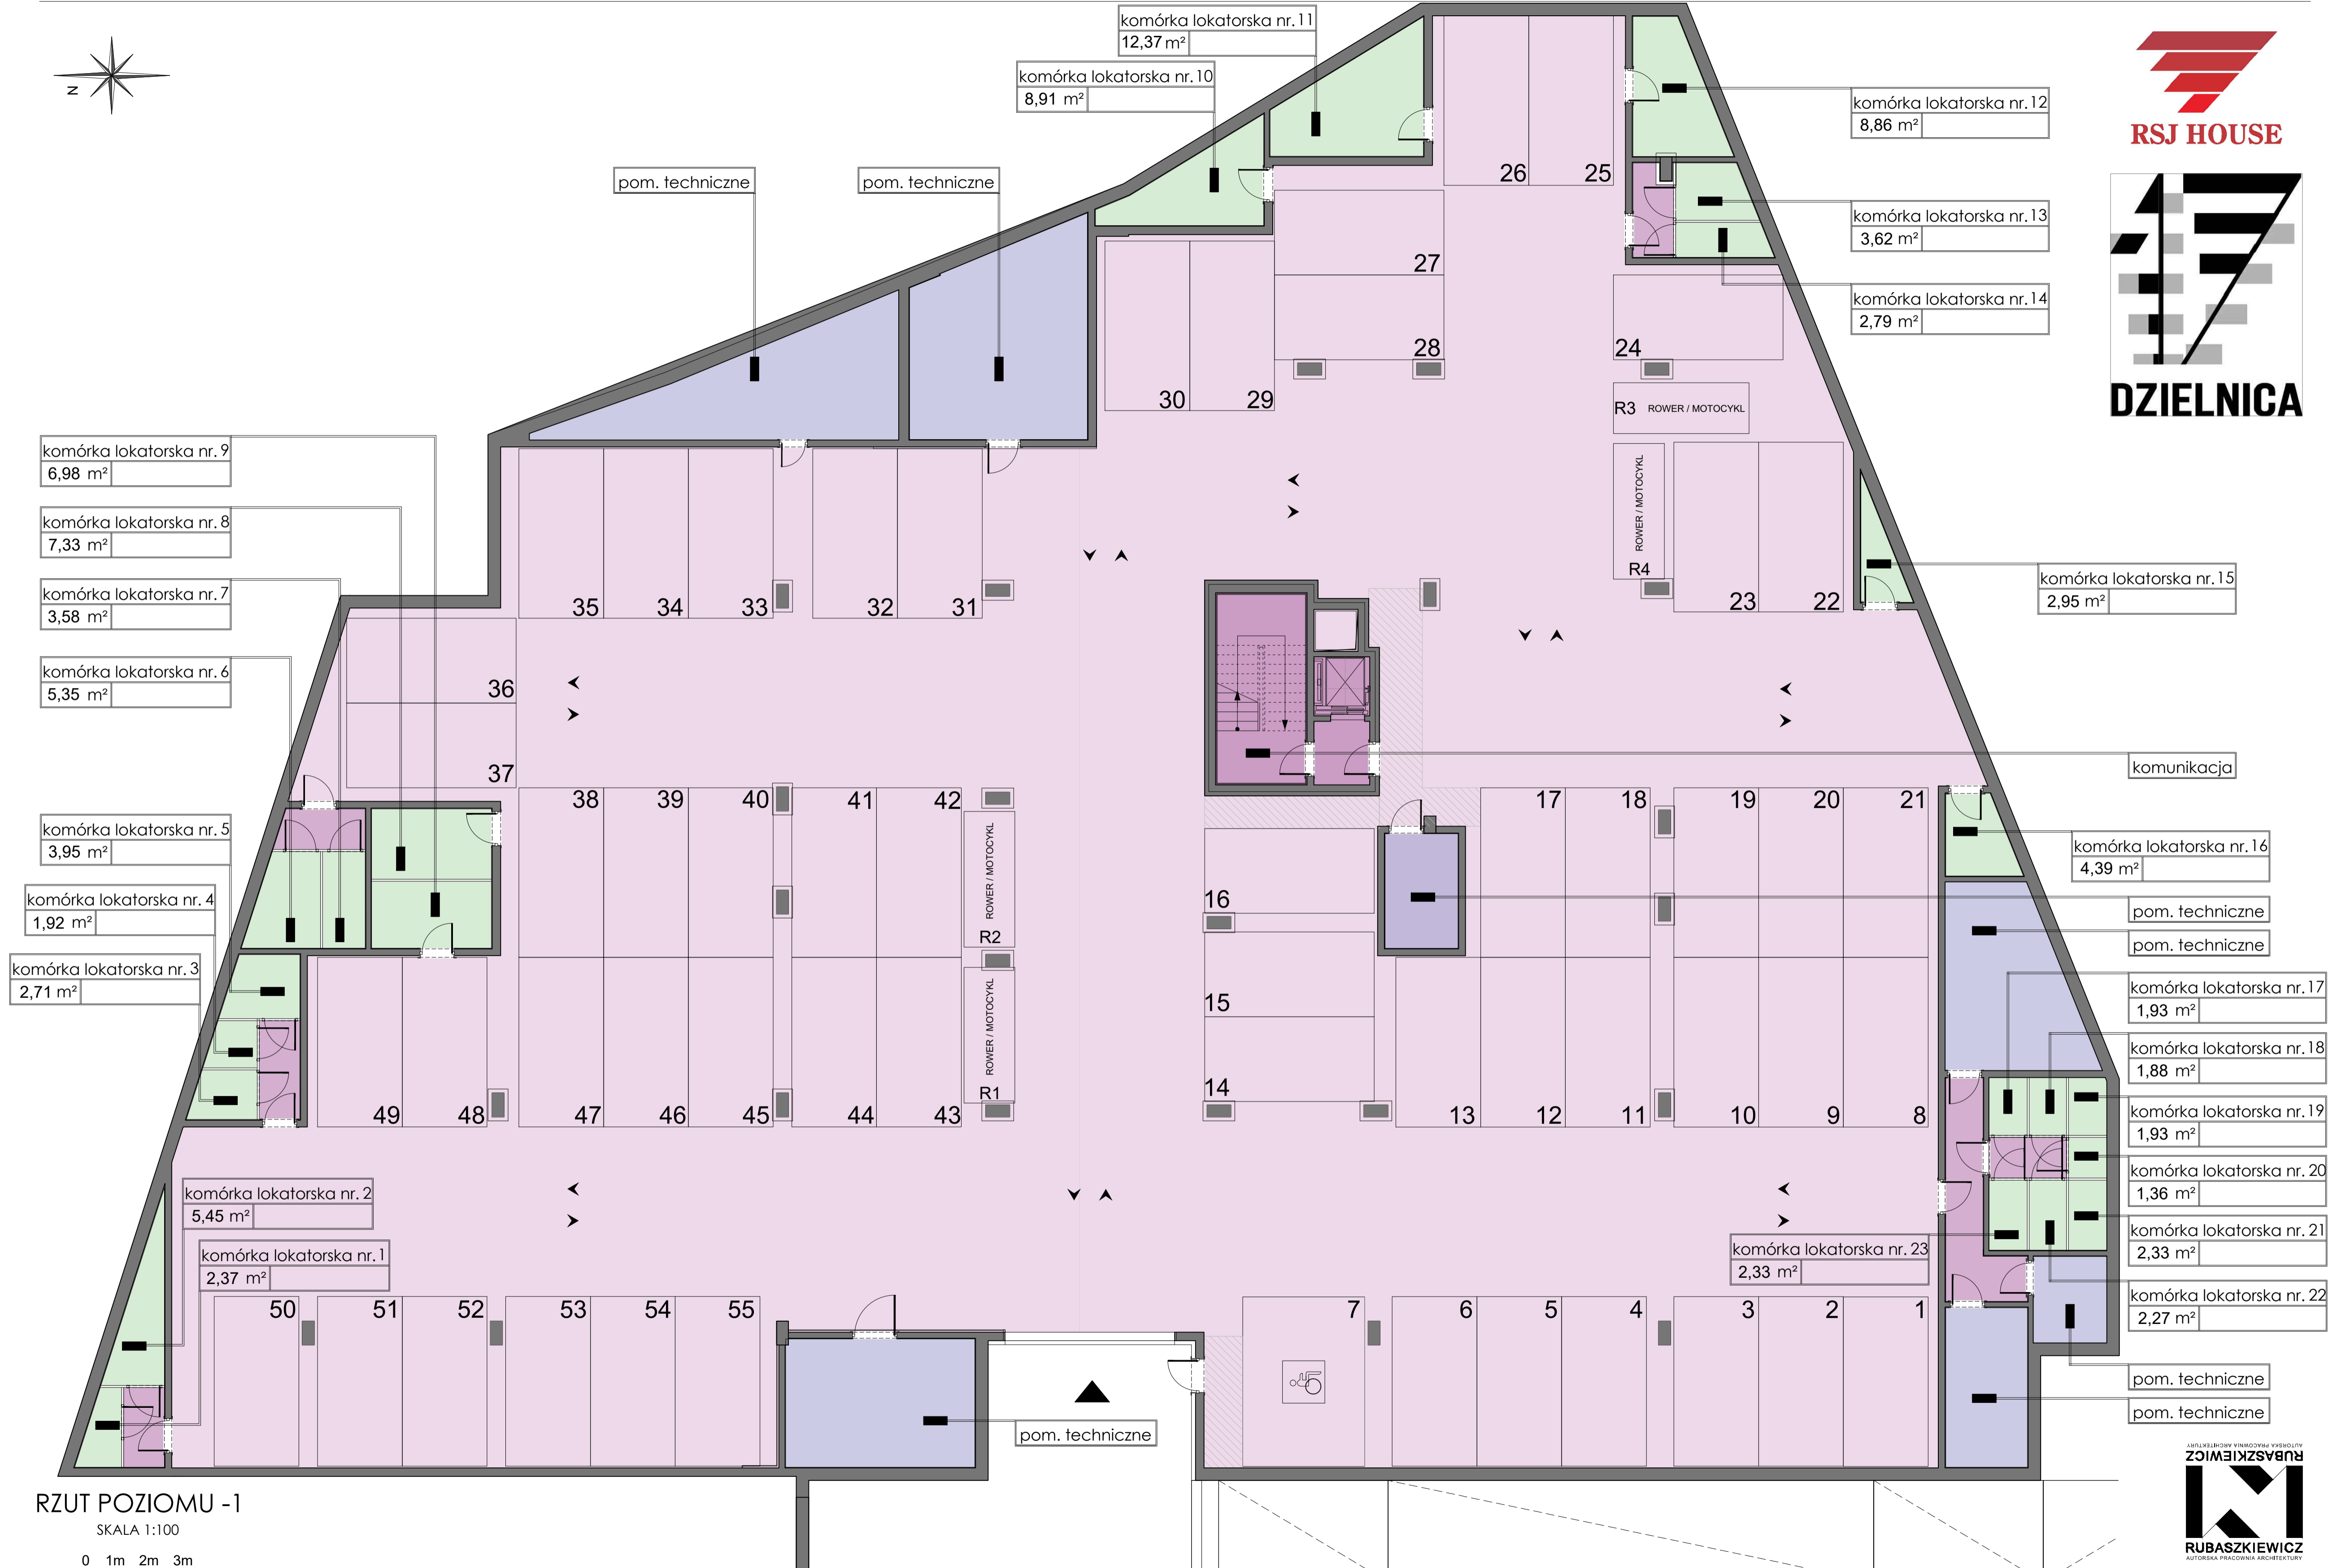 komórka lokatorska nr. 11
12,37 m²
komórka lokatorska nr. 10
8,91 m²
N
RSJ HOUSE
komórka lokatorska nr. 12
8,86 m²
pom. techniczne
pom. techniczne
26
25
17
DZIELNICA
komórka lokatorska nr. 13
3,62 m²
komórka lokatorska nr. 14
2,79 m²
27
28
24
30
29
R3 ROWER / MOTOCYKL
ROWER / MOTOCYKL
R4
komórka lokatorska nr. 9
6,98 m²
komórka lokatorska nr. 8
7,33 m²
komórka lokatorska nr. 7
3,58 m²
komórka lokatorska nr. 6
5,35 m²
komórka lokatorska nr. 15
2,95 m²
35
34
33
32
31
23
22
36
37
komunikacja
38
39
40
41
42
17
18
19
20
21
komórka lokatorska nr. 5
3,95 m²
komórka lokatorska nr. 4
1,92 m²
komórka lokatorska nr. 3
2,71 m²
ROWER / MOTOCYKL
R2
ROWER / MOTOCYKL
R1
16
15
14
komórka lokatorska nr. 16
4,39 m²
pom. techniczne
pom. techniczne
komórka lokatorska nr. 17
1,93 m²
komórka lokatorska nr. 18
1,88 m²
komórka lokatorska nr. 19
1,93 m²
komórka lokatorska nr. 20
1,36 m²
komórka lokatorska nr. 21
2,33 m²
komórka lokatorska nr. 22
2,27 m²
49
48
47
46
45
44
43
13
12
11
10
9
8
komórka lokatorska nr. 2
5,45 m²
komórka lokatorska nr. 1
2,37 m²
komórka lokatorska nr. 23
2,33 m²
50
51
52
53
54
55
7
6
5
4
3
2
1
pom. techniczne
pom. techniczne
pom. techniczne
RZUT POZIOMU -1
SKALA 1:100
0 1m 2m 3m
AUTORSKA PRACOWNIA ARCHITEKTURY
RUBASZKIEWICZ
RUBASZKIEWICZ
AUTORSKA PRACOWNIA ARCHITEKTURY